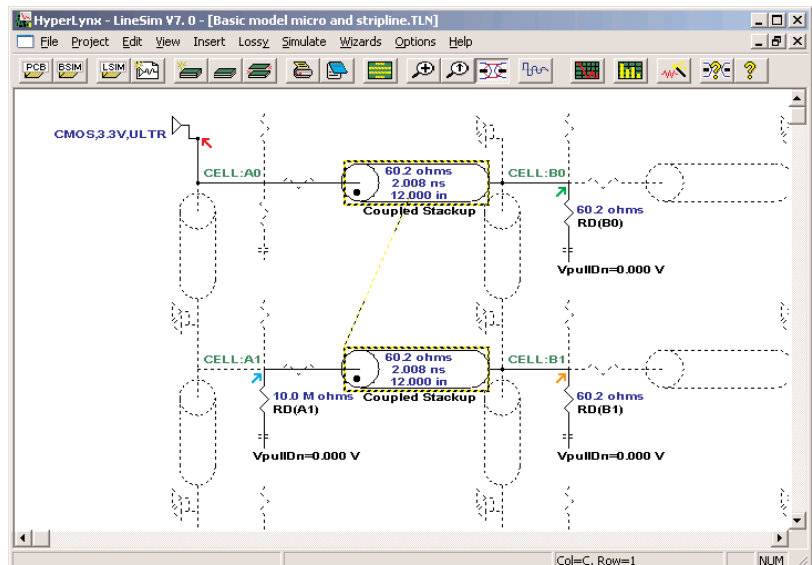 HyperLynx - LineSim V7.0 - [Basic model micro and stripline.TLN]
File Project Edit View Insert Lossy Simulate Wizards Options Help
PCB BSIM LSIM
CMOS,3.3V,ULTR
CELL:A0
60.2 ohms
2.008 ns
12.000 in
Coupled Stackup
CELL:B0
60.2 ohms
RD(B0)
VpullDn=0.000 V
CELL:A1
60.2 ohms
2.008 ns
12.000 in
Coupled Stackup
CELL:B1
10.0 M ohms
RD(A1)
60.2 ohms
RD(B1)
VpullDn=0.000 V
VpullDn=0.000 V
Col=C, Row=1
NUM